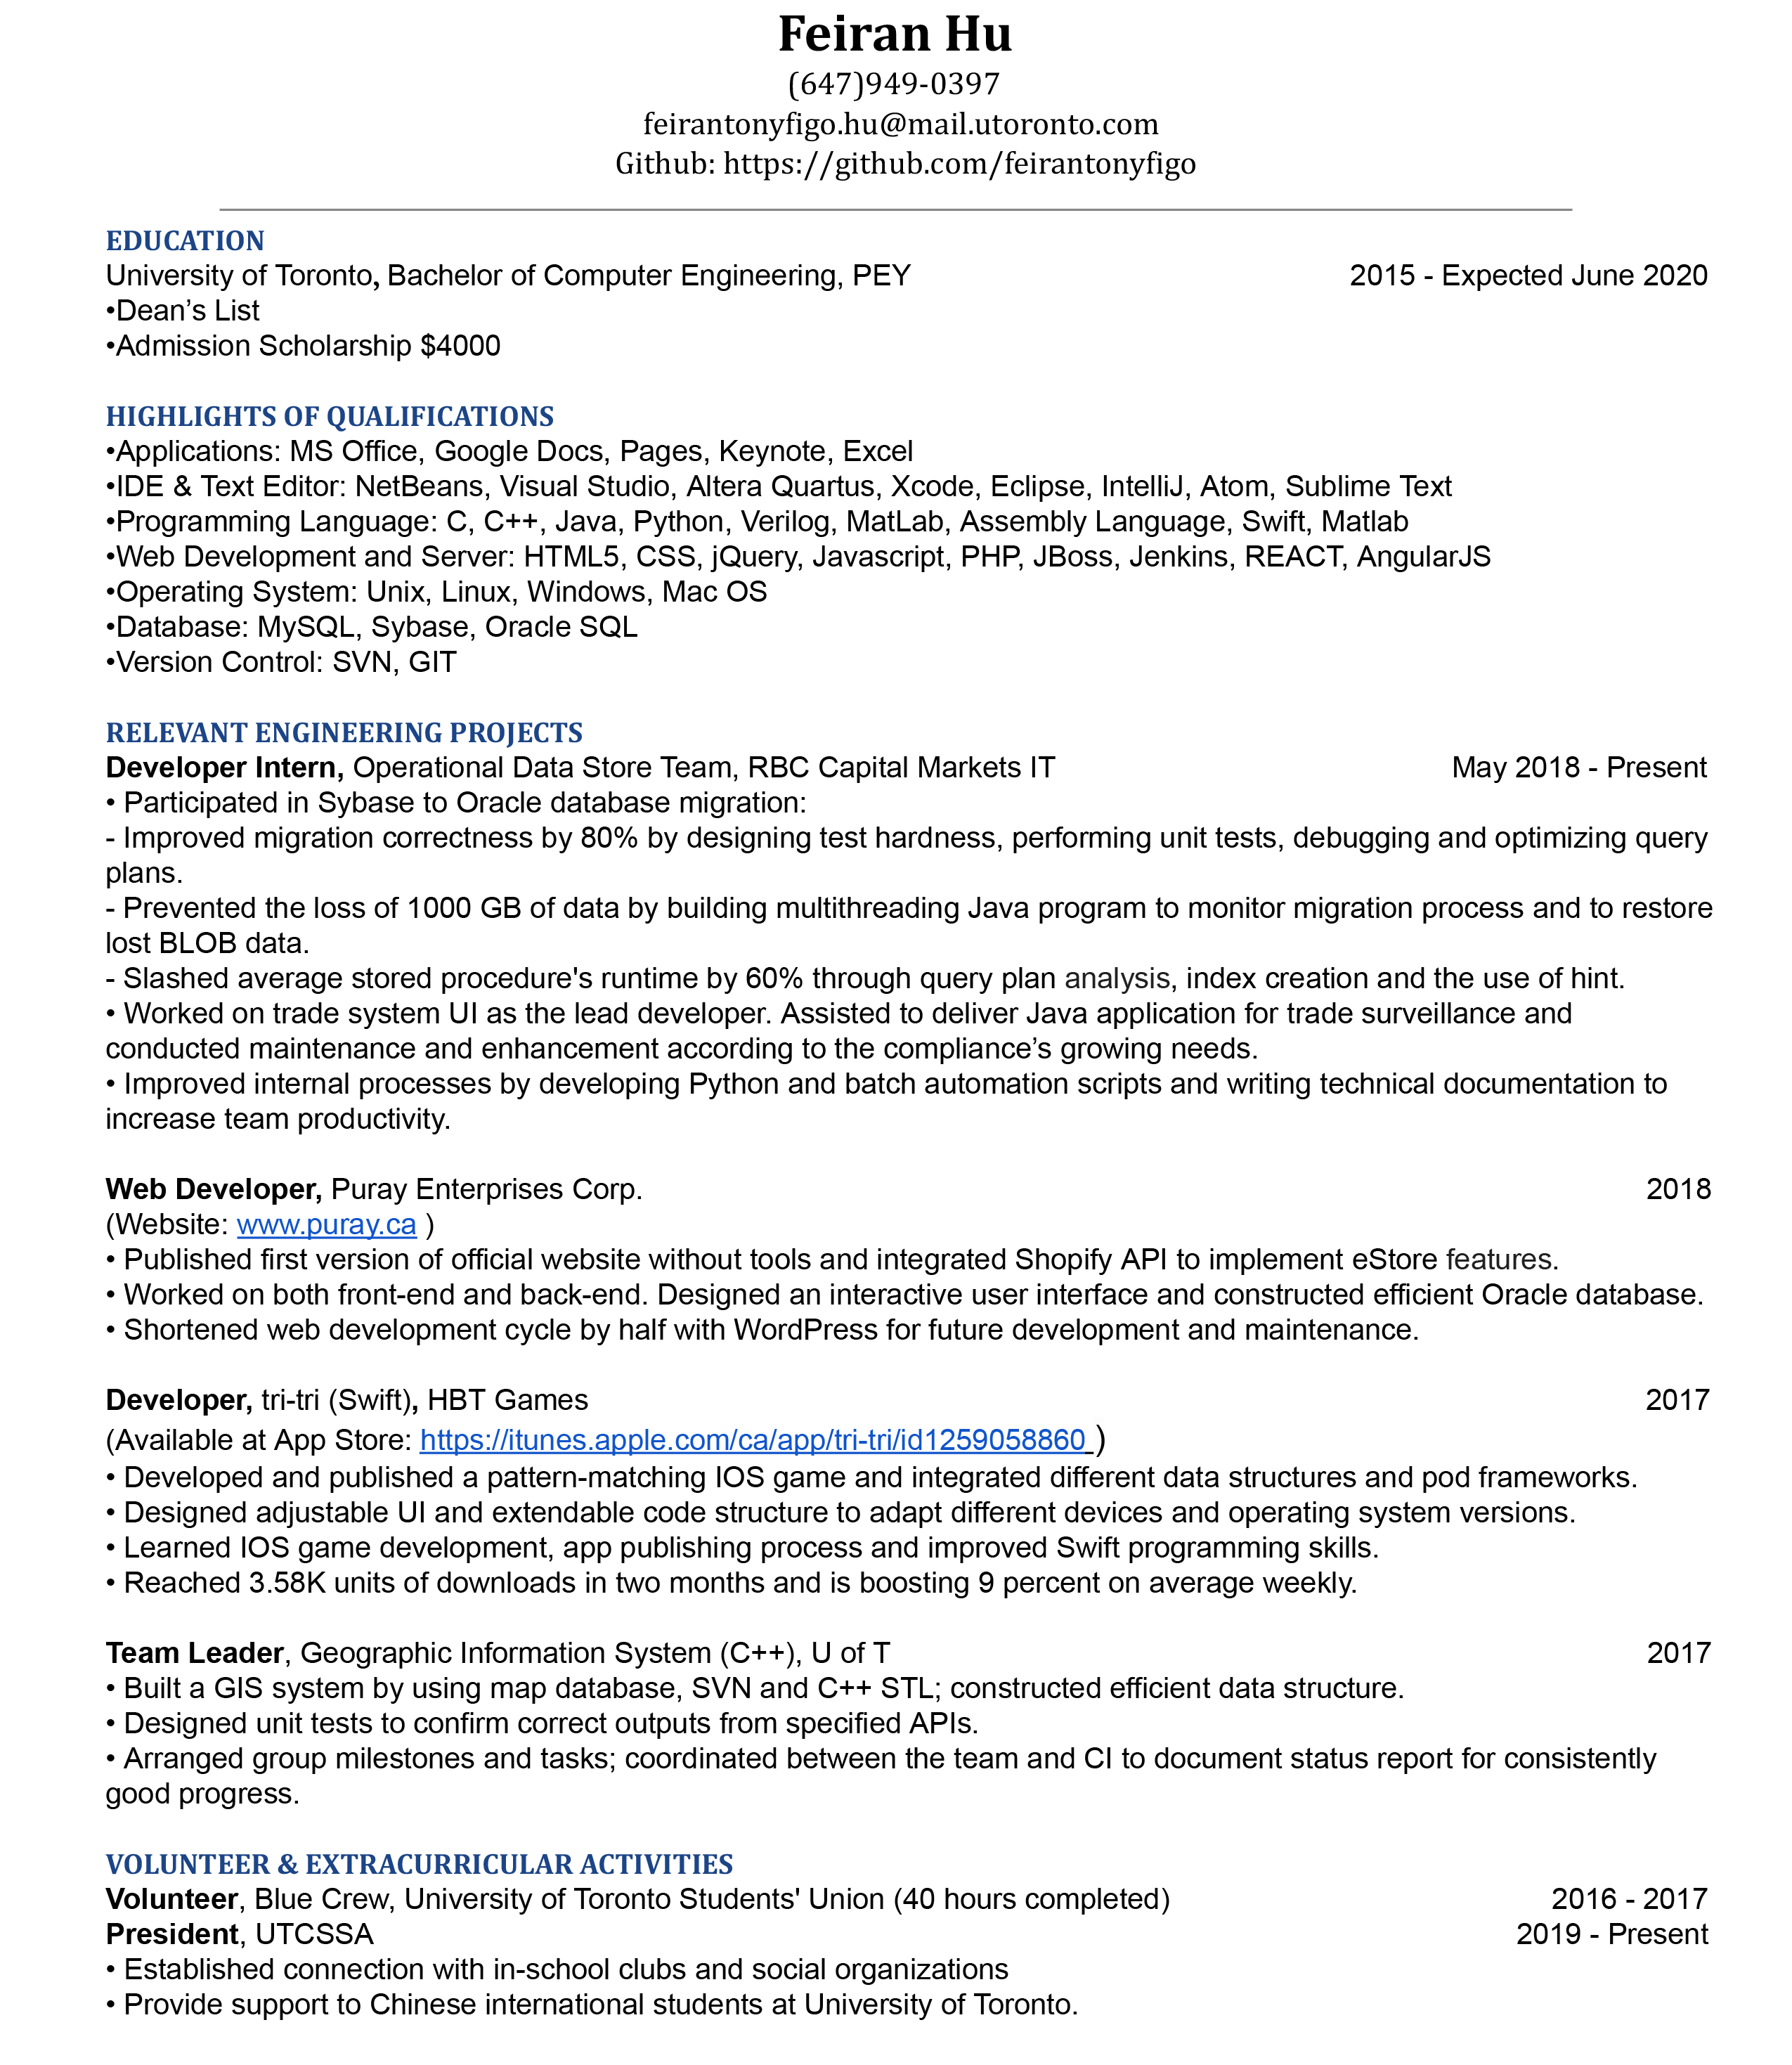 Feiran Hu
(647)949-0397
feirantonyfigo.hu@mail.utoronto.com
Github: https://github.com/feirantonyfigo
EDUCATION
University of Toronto, Bachelor of Computer Engineering, PEY 2015 - Expected June 2020
•Dean’s List
•Admission Scholarship $4000
HIGHLIGHTS OF QUALIFICATIONS
•Applications: MS Office, Google Docs, Pages, Keynote, Excel
•IDE & Text Editor: NetBeans, Visual Studio, Altera Quartus, Xcode, Eclipse, IntelliJ, Atom, Sublime Text
•Programming Language: C, C++, Java, Python, Verilog, MatLab, Assembly Language, Swift, Matlab
•Web Development and Server: HTML5, CSS, jQuery, Javascript, PHP, JBoss, Jenkins, REACT, AngularJS
•Operating System: Unix, Linux, Windows, Mac OS
•Database: MySQL, Sybase, Oracle SQL
•Version Control: SVN, GIT
RELEVANT ENGINEERING PROJECTS
Developer Intern, Operational Data Store Team, RBC Capital Markets IT May 2018 - Present
• Participated in Sybase to Oracle database migration:
- Improved migration correctness by 80% by designing test hardness, performing unit tests, debugging and optimizing query
plans.
- Prevented the loss of 1000 GB of data by building multithreading Java program to monitor migration process and to restore
lost BLOB data.
- Slashed average stored procedure's runtime by 60% through query plan analysis, index creation and the use of hint.
• Worked on trade system UI as the lead developer. Assisted to deliver Java application for trade surveillance and
conducted maintenance and enhancement according to the compliance’s growing needs.
• Improved internal processes by developing Python and batch automation scripts and writing technical documentation to
increase team productivity.
Web Developer, Puray Enterprises Corp. 2018
(Website: www.puray.ca )
• Published first version of official website without tools and integrated Shopify API to implement eStore features.
• Worked on both front-end and back-end. Designed an interactive user interface and constructed efficient Oracle database.
• Shortened web development cycle by half with WordPress for future development and maintenance.
Developer, tri-tri (Swift), HBT Games 2017
(Available at App Store: https://itunes.apple.com/ca/app/tri-tri/id1259058860 )
• Developed and published a pattern-matching IOS game and integrated different data structures and pod frameworks.
• Designed adjustable UI and extendable code structure to adapt different devices and operating system versions.
• Learned IOS game development, app publishing process and improved Swift programming skills.
• Reached 3.58K units of downloads in two months and is boosting 9 percent on average weekly.
Team Leader, Geographic Information System (C++), U of T 2017
• Built a GIS system by using map database, SVN and C++ STL; constructed efficient data structure.
• Designed unit tests to confirm correct outputs from specified APIs.
• Arranged group milestones and tasks; coordinated between the team and CI to document status report for consistently
good progress.
VOLUNTEER & EXTRACURRICULAR ACTIVITIES
Volunteer, Blue Crew, University of Toronto Students' Union (40 hours completed) 2016 - 2017
President, UTCSSA 2019 - Present
• Established connection with in-school clubs and social organizations
• Provide support to Chinese international students at University of Toronto.